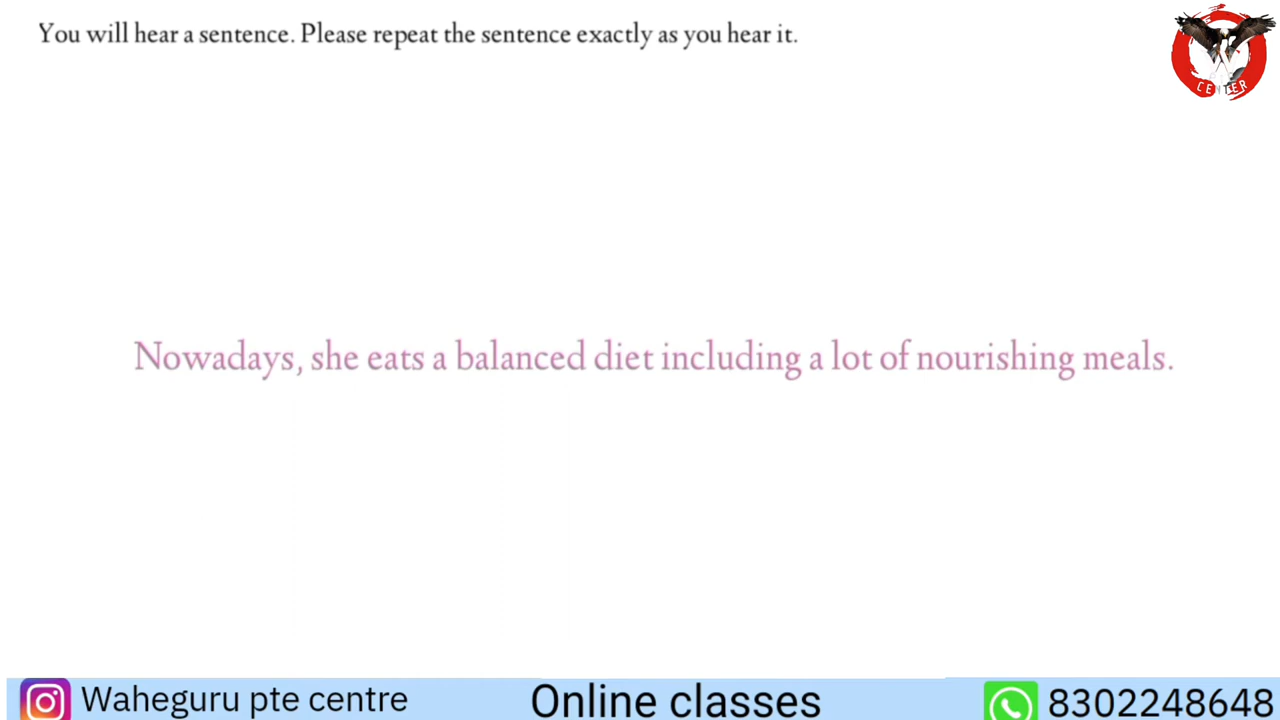 You will hear a sentence. Please repeat the sentence exactly as you hear it.
CENTER
Nowadays, she eats a balanced diet including a lot of nourishing meals.
Waheguru pte centre
Online classes
8302248648